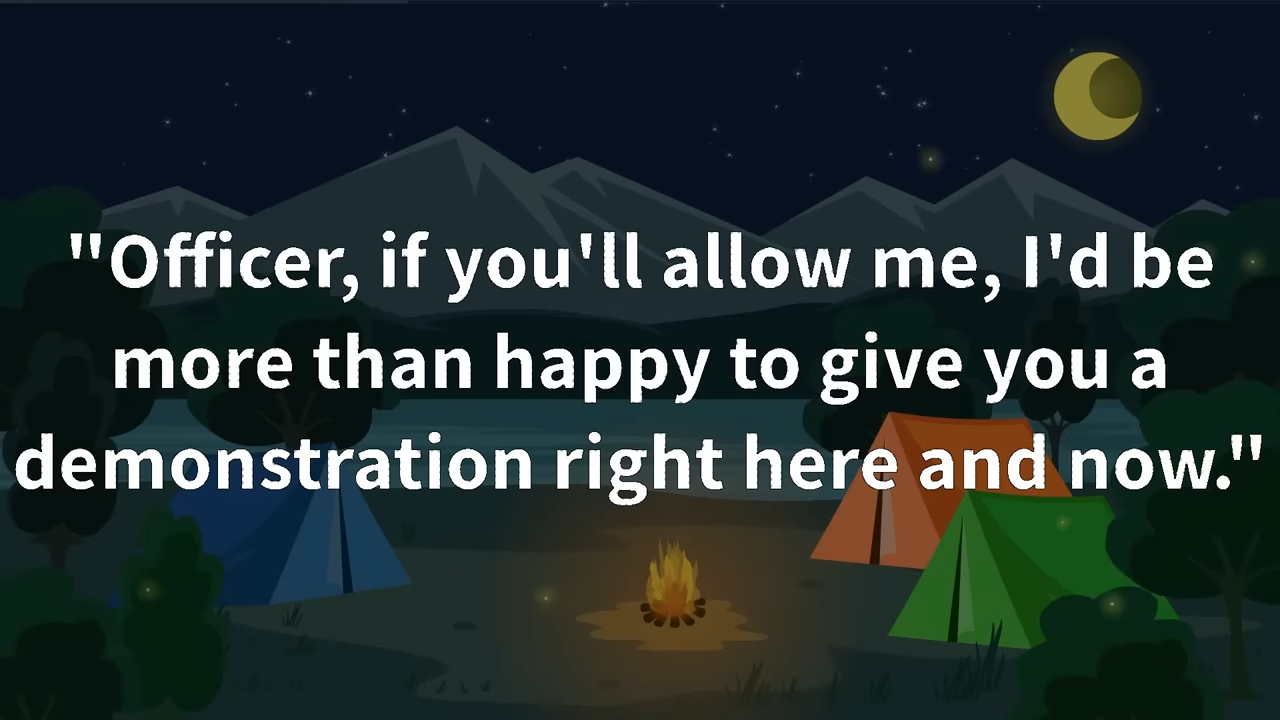 "Officer, if you'll allow me, I'd be
more than happy to give you a
demonstration right here and now."